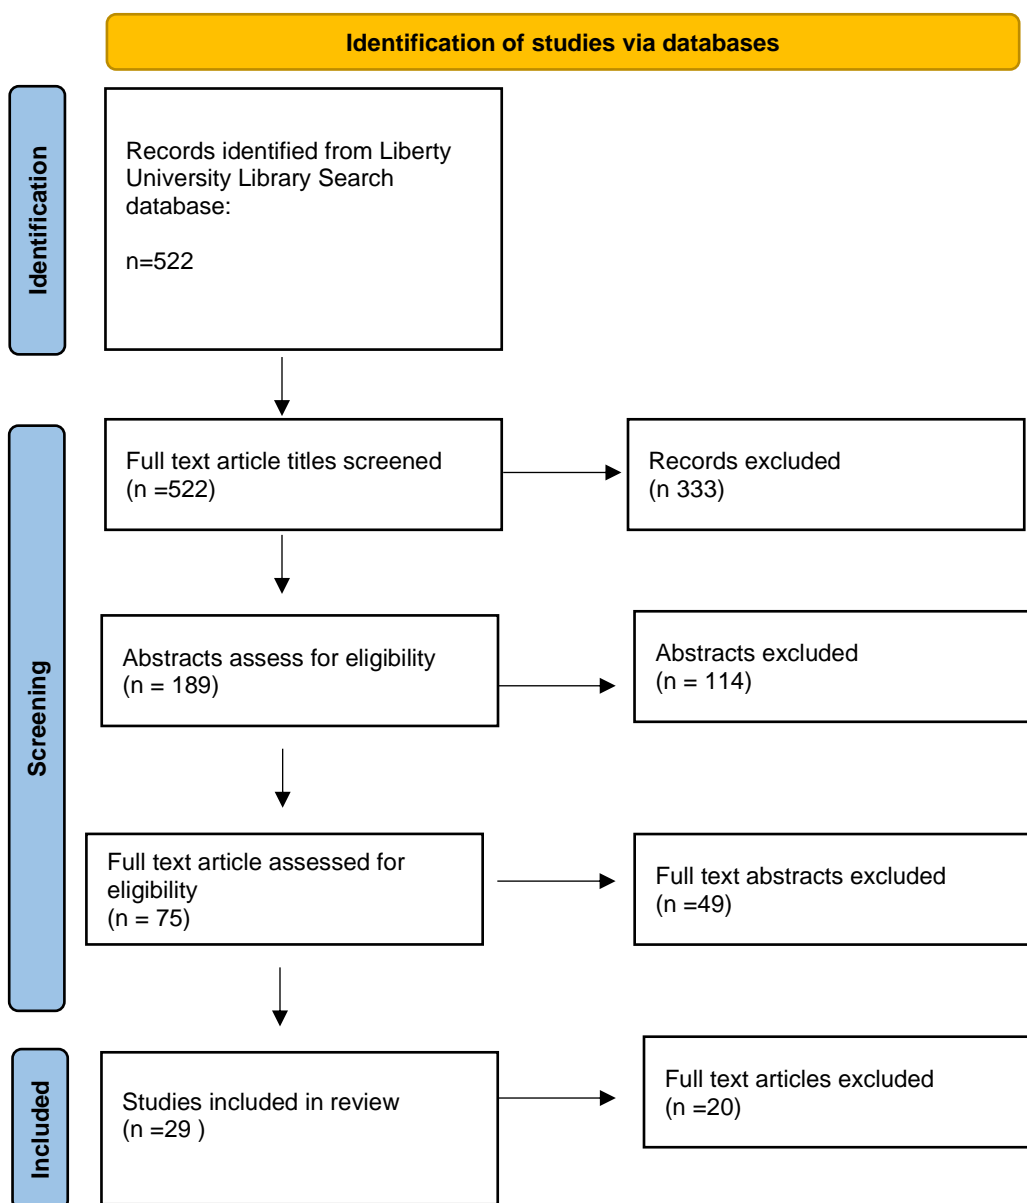 Identification of studies via databases
Identification
Records identified from Liberty
University Library Search
database:
n=522
Screening
Full text article titles screened
(n =522)
Records excluded
(n 333)
Abstracts assess for eligibility
(n = 189)
Abstracts excluded
(n = 114)
Full text article assessed for
eligibility
(n = 75)
Full text abstracts excluded
(n =49)
Included
Studies included in review
(n =29 )
Full text articles excluded
(n =20)